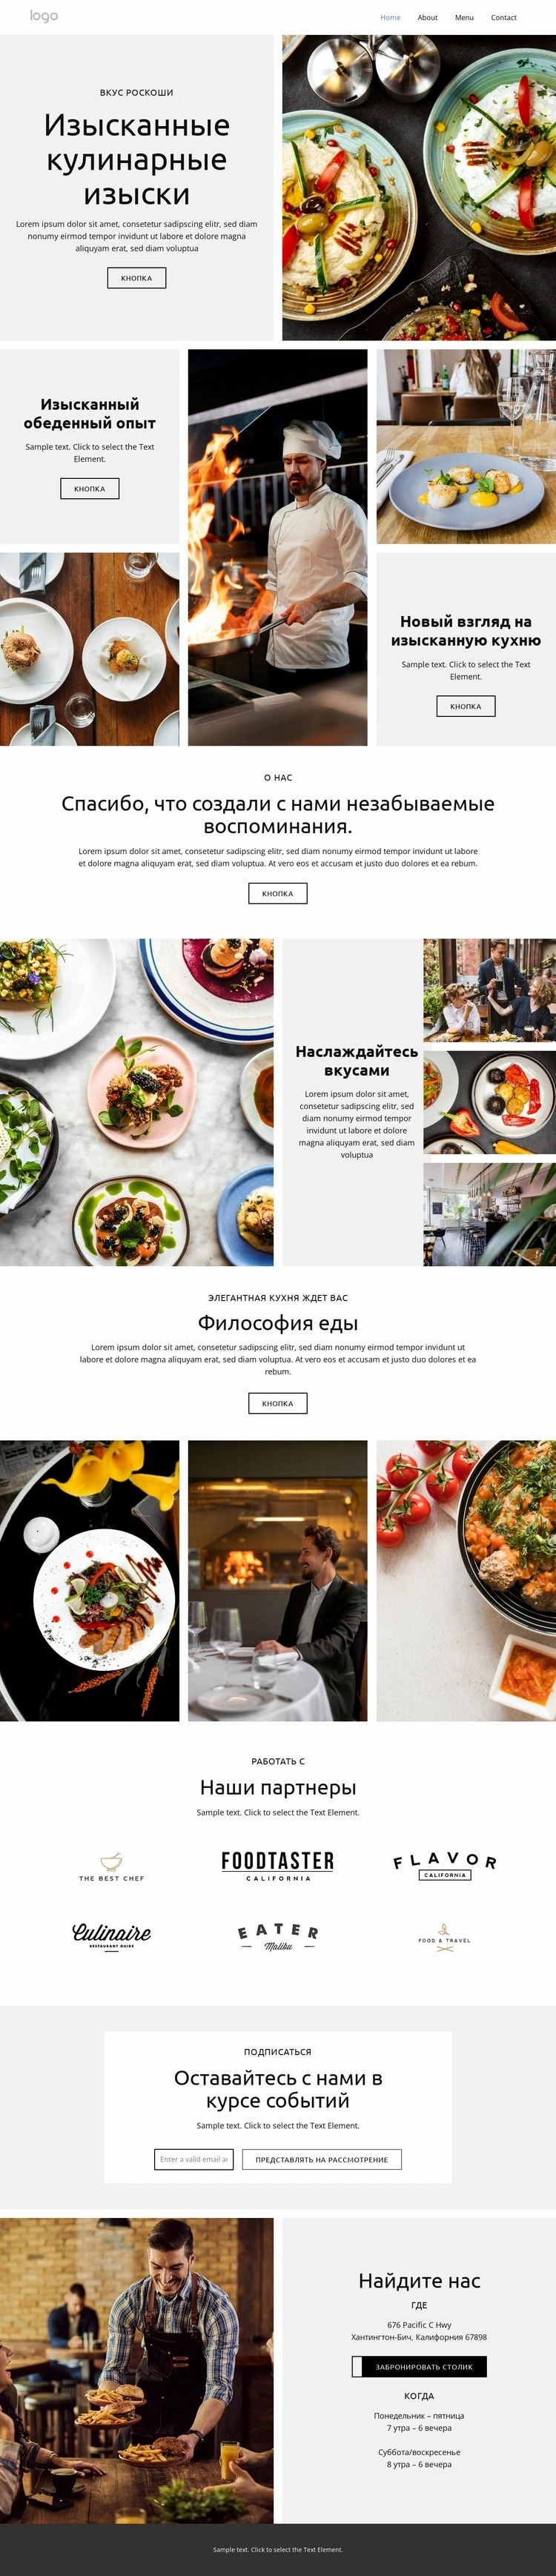 logo
Home About Menu Contact
ВКУС РОСКОШИ
Изысканные
кулинарные
изыски
Lorem ipsum dolor sit amet, consetetur sadipscing elitr, sed diam
nonumy eirmod tempor invidunt ut labore et dolore magna
aliquyam erat, sed diam voluptua
КНОПКА
Изысканный
обеденный опыт
Sample text. Click to select the Text
Element.
КНОПКА
Новый взгляд на
изысканную кухню
Sample text. Click to select the Text
Element.
КНОПКА
О НАС
Спасибо, что создали с нами незабываемые
воспоминания.
Lorem ipsum dolor sit amet, consetetur sadipscing elitr, sed diam nonumy eirmod tempor invidunt ut labore
et dolore magna aliquyam erat, sed diam voluptua. At vero eos et accusam et justo duo dolores et ea rebum.
КНОПКА
Наслаждайтесь
вкусами
Lorem ipsum dolor sit amet,
consetetur sadipscing elitr, sed
diam nonumy eirmod tempor
invidunt ut labore et dolore
magna aliquyam erat, sed diam
voluptua
ЭЛЕГАНТНАЯ КУХНЯ ЖДЕТ ВАС
Философия еды
Lorem ipsum dolor sit amet, consetetur sadipscing elitr, sed diam nonumy eirmod tempor invidunt ut
labore et dolore magna aliquyam erat, sed diam voluptua. At vero eos et accusam et justo duo dolores et ea
rebum.
КНОПКА
РАБОТАТЬ С
Наши партнеры
Sample text. Click to select the Text Element.
THE BEST CHEF
FOODTASTER
CALIFORNIA
FLAVOR
CALIFORNIA
Culinaire
RESTAURANT GUIDE
EATER
Malibu
FOOD & TRAVEL
ПОДПИСАТЬСЯ
Оставайтесь с нами в
курсе событий
Sample text. Click to select the Text Element.
Enter a valid email a
ПРЕДСТАВЛЯТЬ НА РАССМОТРЕНИЕ
Найдите нас
ГДЕ
676 Pacific C Hwy
Хантингтон-Бич, Калифорния 67898
ЗАБРОНИРОВАТЬ СТОЛИК
КОГДА
Понедельник – пятница
7 утра – 6 вечера
Суббота/воскресенье
8 утра – 6 вечера
Sample text. Click to select the Text Element.